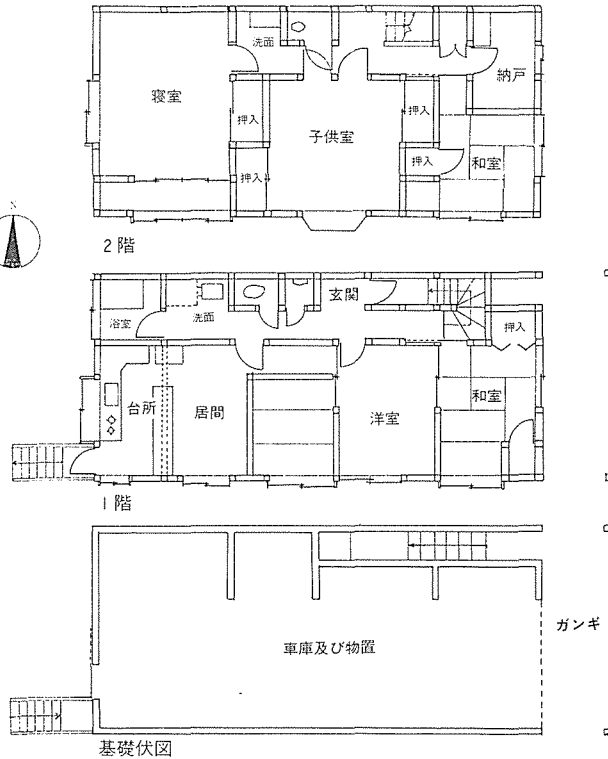 洗面
納戸
寝室
押入
子供室
押入
押入
押入
和室
N
2階
玄関
浴室
洗面
押入
和室
台所
居間
洋室
1階
ガンギ
車庫及び物置
基礎伏図